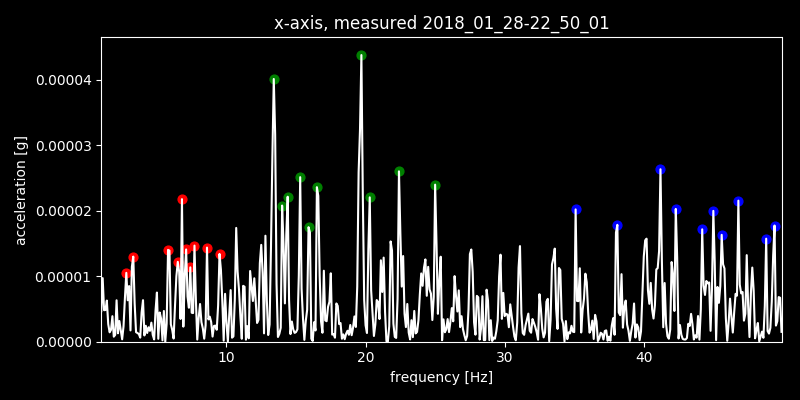 x-axis, measured 2018_01_28-22_50_01
0.00004
0.00003
0.00002
0.00001
0.00000
acceleration [g]
10 20 30 40
frequency [Hz]